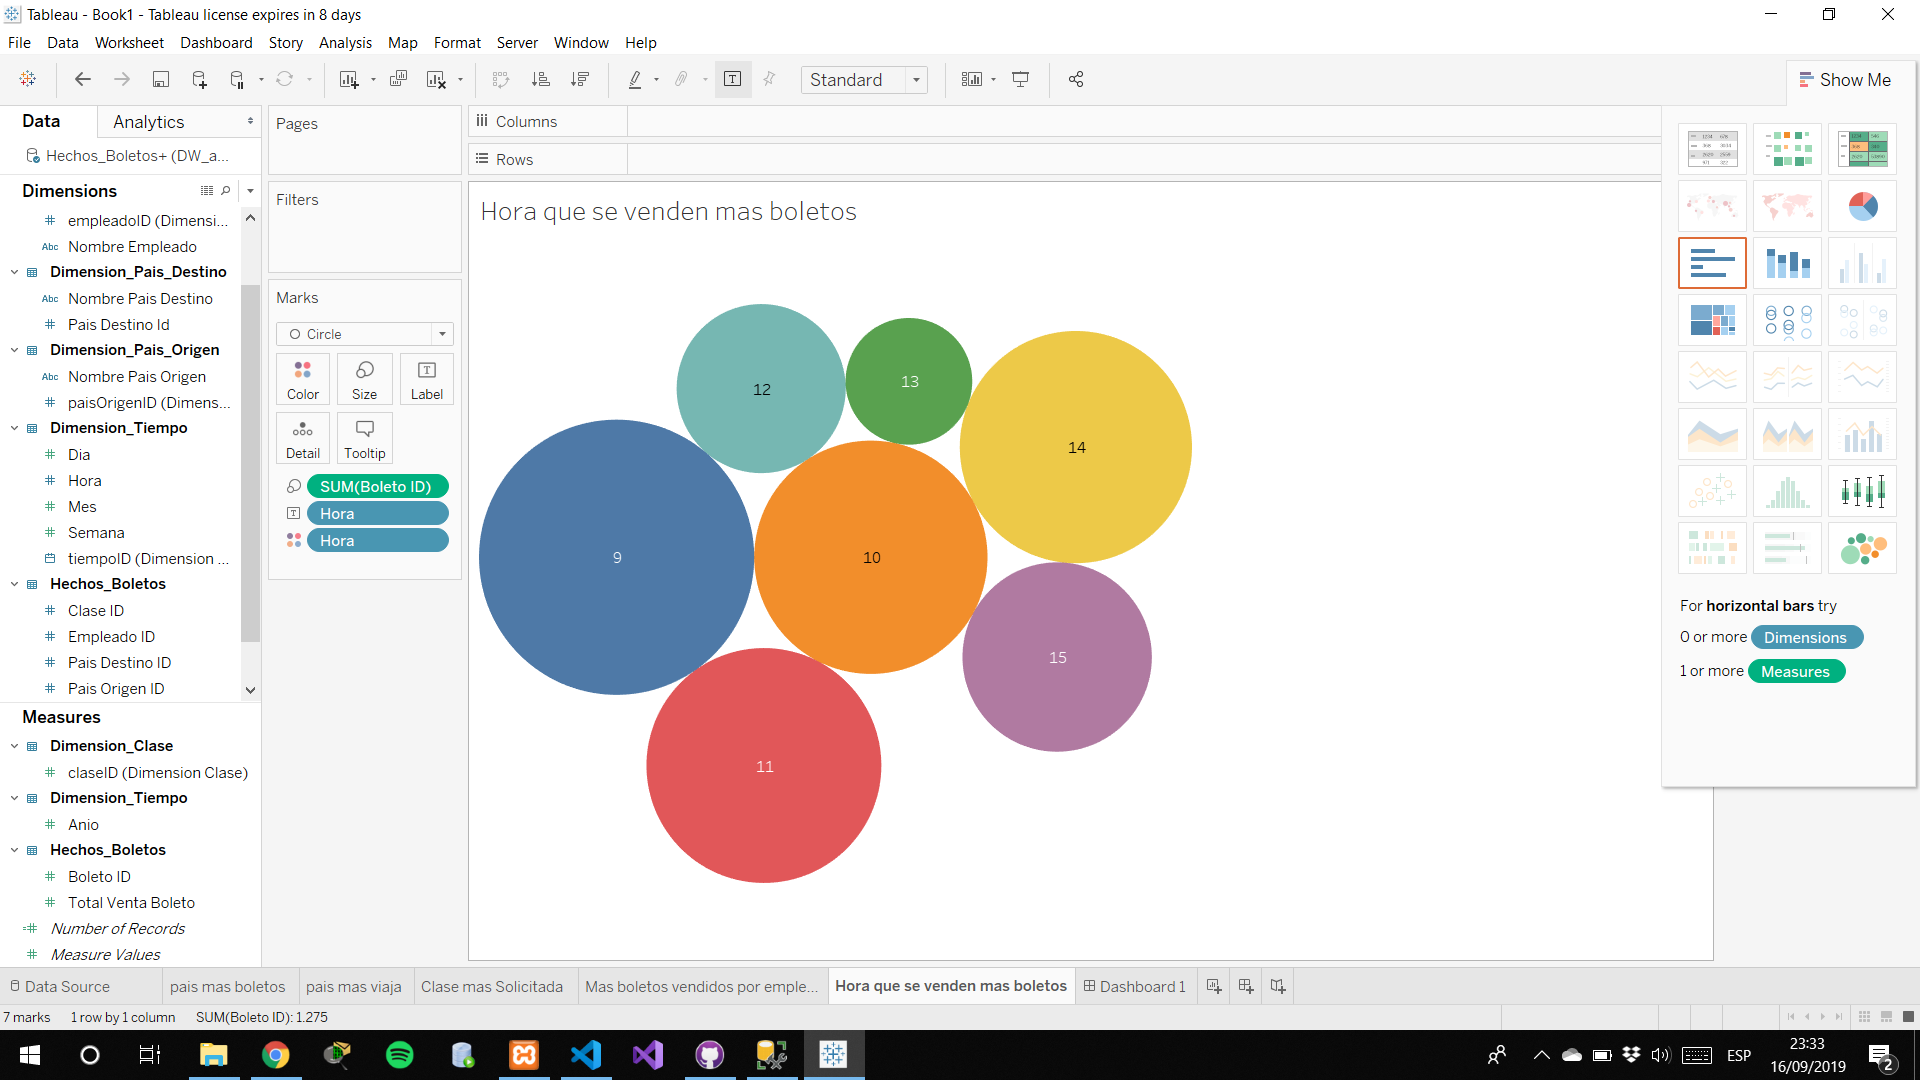 Tableau - Book1 - Tableau license expires in 8 days
File Data Worksheet Dashboard Story Analysis Map Format Server Window Help
Standard
Show Me
Data Analytics
Hechos_Boletos+ (DW_a...
Dimensions
empleadoID (Dimensi...
Abc Nombre Empleado
Dimension_Pais_Destino
Abc Nombre Pais Destino
Pais Destino Id
Dimension_Pais_Origen
Abc Nombre Pais Origen
paisOrigenID (Dimens...
Dimension_Tiempo
Dia
Hora
Mes
Semana
tiempoID (Dimension ...
Hechos_Boletos
Clase ID
Empleado ID
Pais Destino ID
Pais Origen ID
Measures
Dimension_Clase
claseID (Dimension Clase)
Dimension_Tiempo
Anio
Hechos_Boletos
Boleto ID
Total Venta Boleto
Number of Records
Measure Values
Pages
Filters
Marks
Circle
Color Size Label
Detail Tooltip
SUM(Boleto ID)
Hora
Hora
Columns
Rows
Hora que se venden mas boletos
12
13
14
9
10
15
11
For horizontal bars try
0 or more Dimensions
1 or more Measures
Data Source pais mas boletos pais mas viaja Clase mas Solicitada Mas boletos vendidos por emple... Hora que se venden mas boletos Dashboard 1
7 marks 1 row by 1 column SUM(Boleto ID): 1.275
ESP
23:33
16/09/2019
2